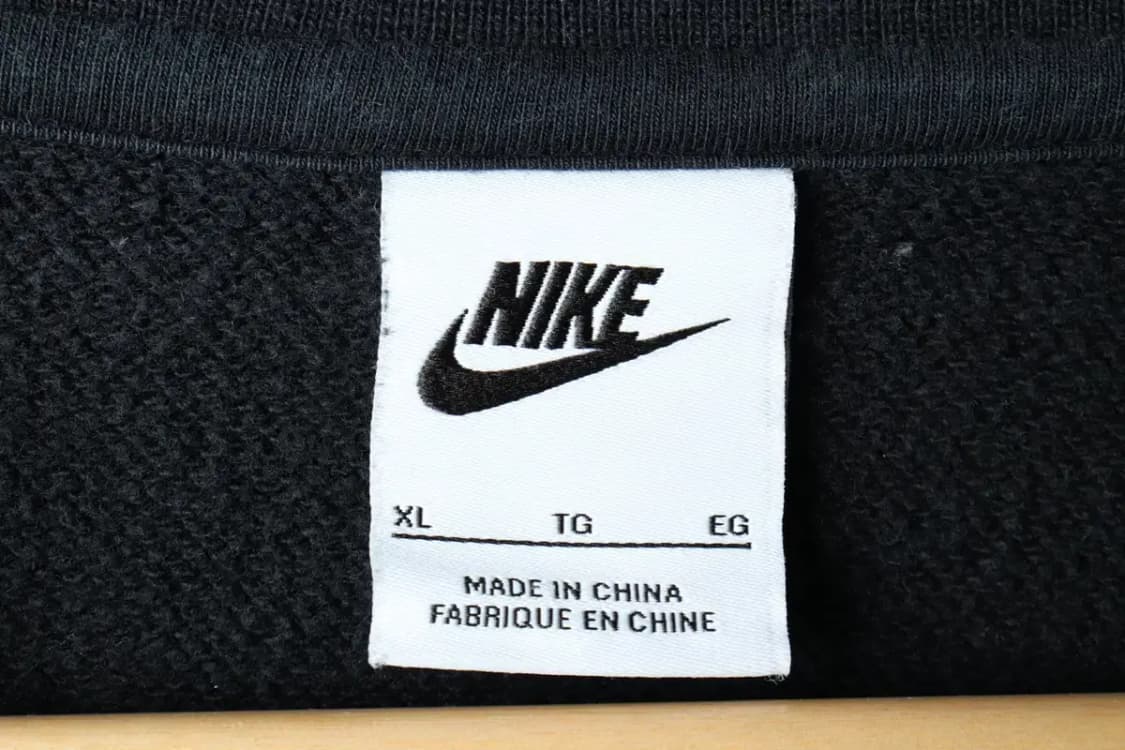 NIKE
XL TG EG
MADE IN CHINA
FABRIQUE EN CHINE